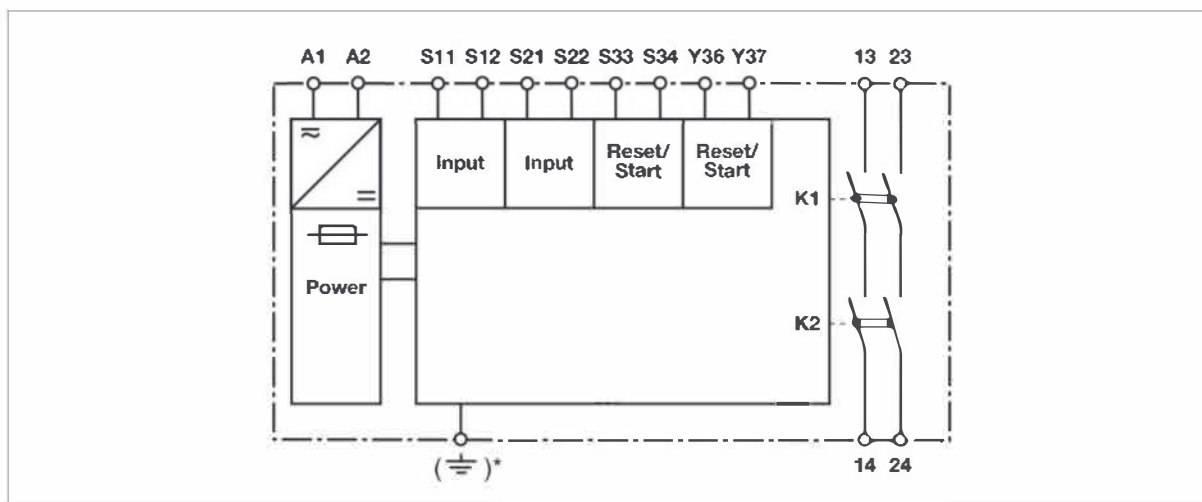 A1 A2 S11 S12 S21 S22 S33 S34 Y36 Y37 13 23
Input Input Reset/ Reset/
Start Start
K1
Power
K2
( )*
14 24